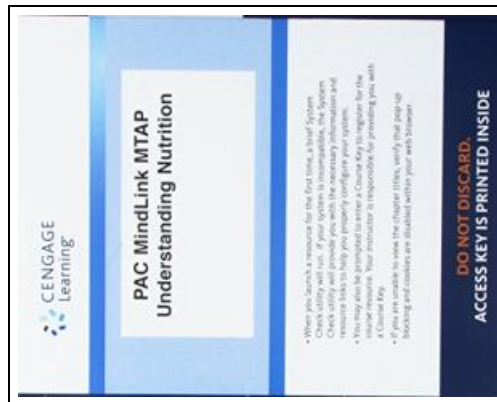 CENGAGE
Learning
PAC MindLink MTAP
Understanding Nutrition
• When you launch a resource for the first time, a brief System
Check utility will run. If your system is incompatible, the System
Check utility will provide you with the necessary information and
resource links to help you properly configure your system.
• You may also be prompted to enter a Course Key to register for the
course resource. Your instructor is responsible for providing you with
a Course Key.
• If you are unable to view the chapter titles, verify that pop-up
blocking and cookies are disabled within your web browser.
DO NOT DISCARD.
ACCESS KEY IS PRINTED INSIDE